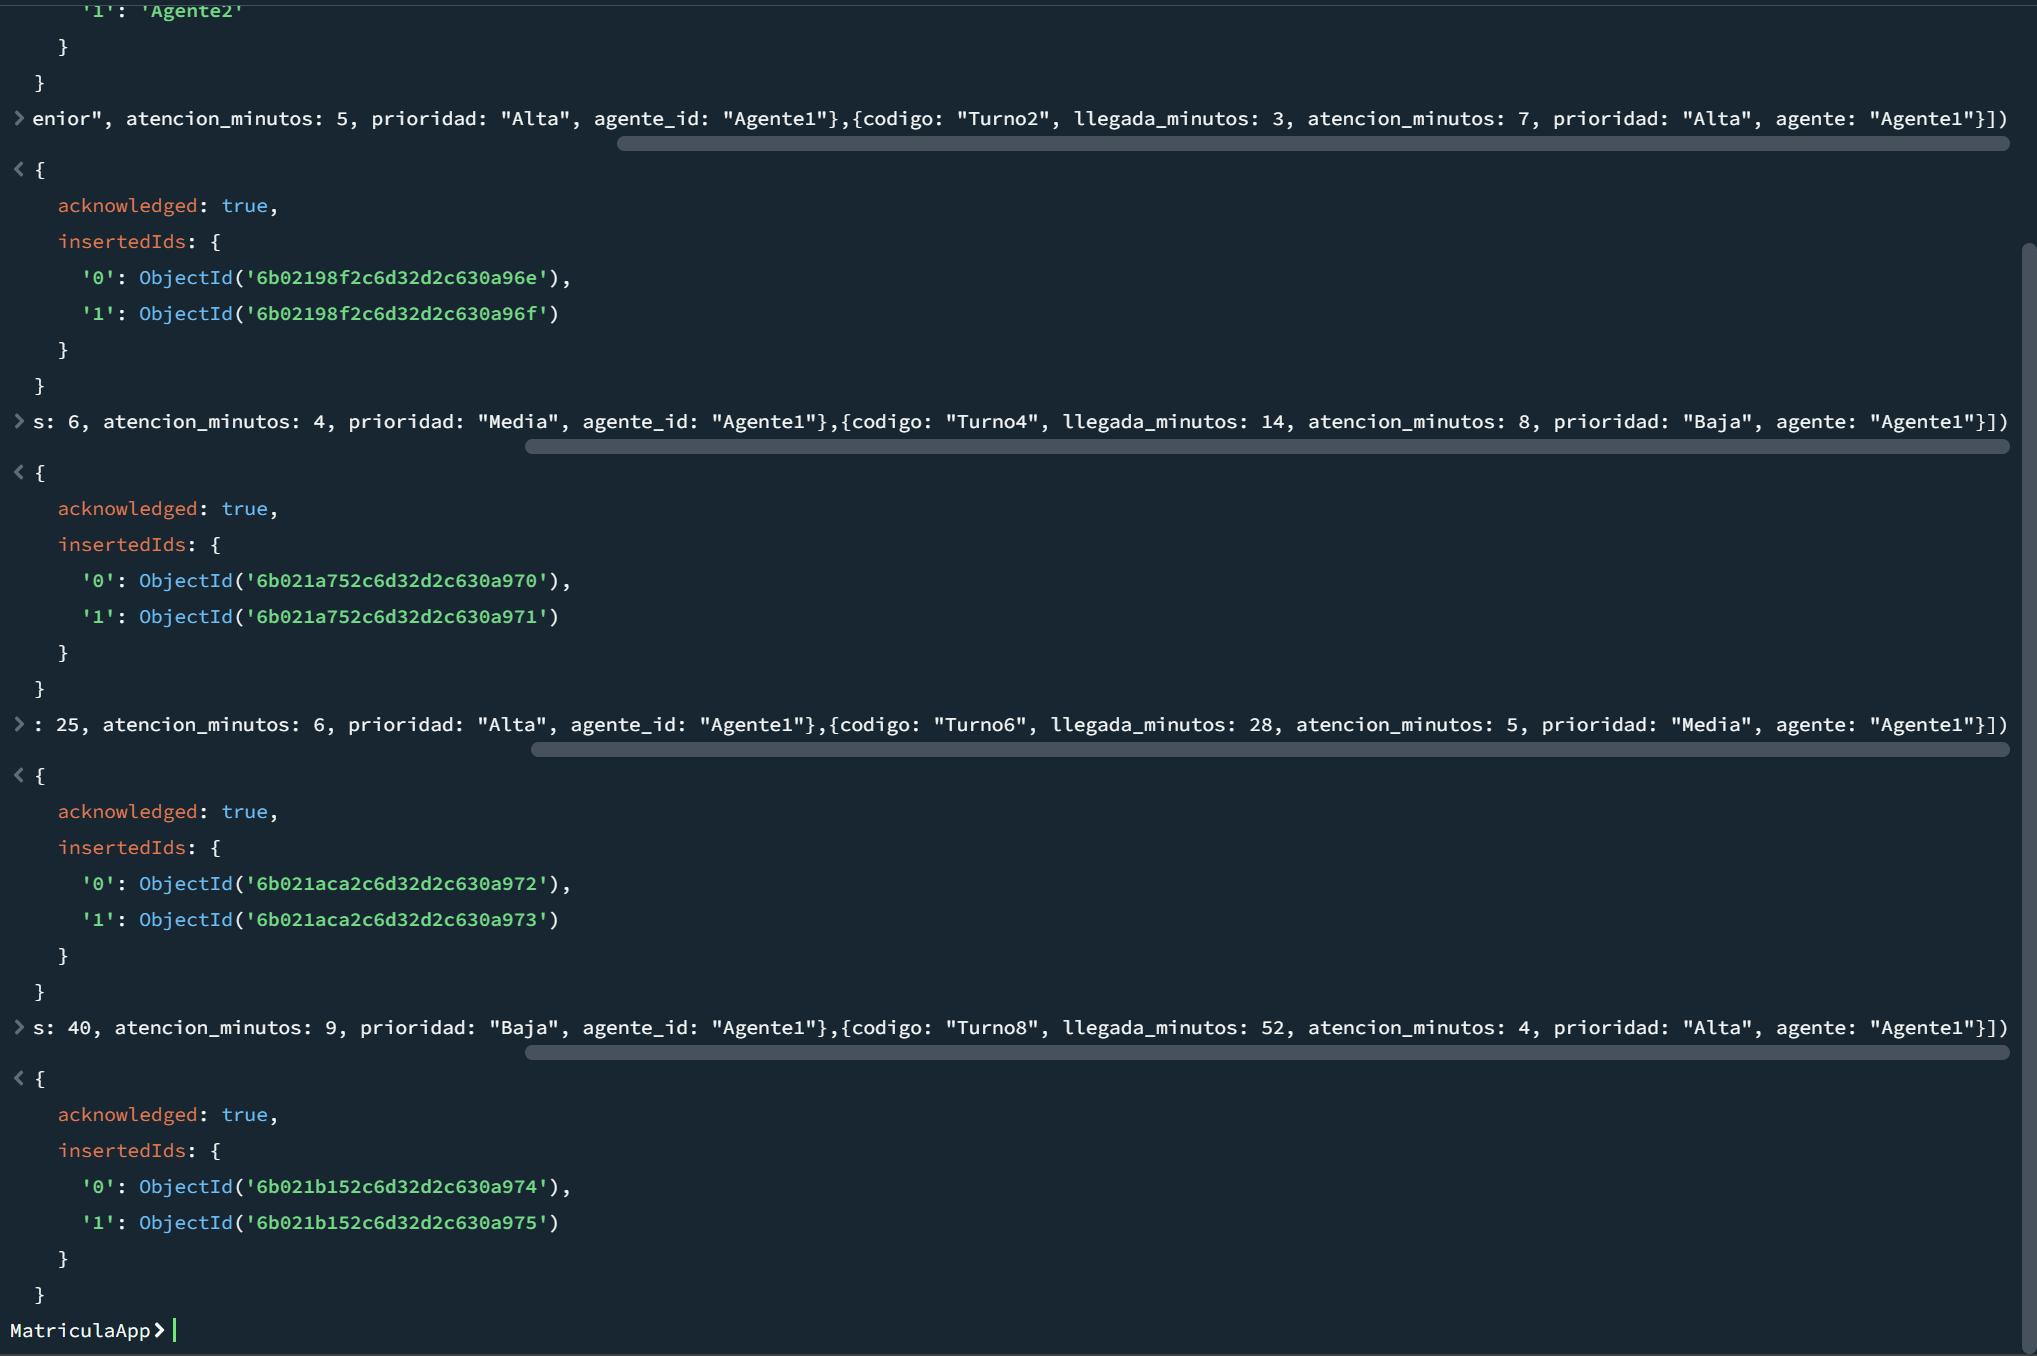 '1': 'Agente2'
}
}
enior", atencion_minutos: 5, prioridad: "Alta", agente_id: "Agente1"},{codigo: "Turno2", llegada_minutos: 3, atencion_minutos: 7, prioridad: "Alta", agente: "Agente1"}])
{
acknowledged: true,
insertedIds: {
'0': ObjectId('6b02198f2c6d32d2c630a96e'),
'1': ObjectId('6b02198f2c6d32d2c630a96f')
}
}
s: 6, atencion_minutos: 4, prioridad: "Media", agente_id: "Agente1"},{codigo: "Turno4", llegada_minutos: 14, atencion_minutos: 8, prioridad: "Baja", agente: "Agente1"}])
{
acknowledged: true,
insertedIds: {
'0': ObjectId('6b021a752c6d32d2c630a970'),
'1': ObjectId('6b021a752c6d32d2c630a971')
}
}
: 25, atencion_minutos: 6, prioridad: "Alta", agente_id: "Agente1"},{codigo: "Turno6", llegada_minutos: 28, atencion_minutos: 5, prioridad: "Media", agente: "Agente1"}])
{
acknowledged: true,
insertedIds: {
'0': ObjectId('6b021aca2c6d32d2c630a972'),
'1': ObjectId('6b021aca2c6d32d2c630a973')
}
}
s: 40, atencion_minutos: 9, prioridad: "Baja", agente_id: "Agente1"},{codigo: "Turno8", llegada_minutos: 52, atencion_minutos: 4, prioridad: "Alta", agente: "Agente1"}])
{
acknowledged: true,
insertedIds: {
'0': ObjectId('6b021b152c6d32d2c630a974'),
'1': ObjectId('6b021b152c6d32d2c630a975')
}
}
MatriculaApp>